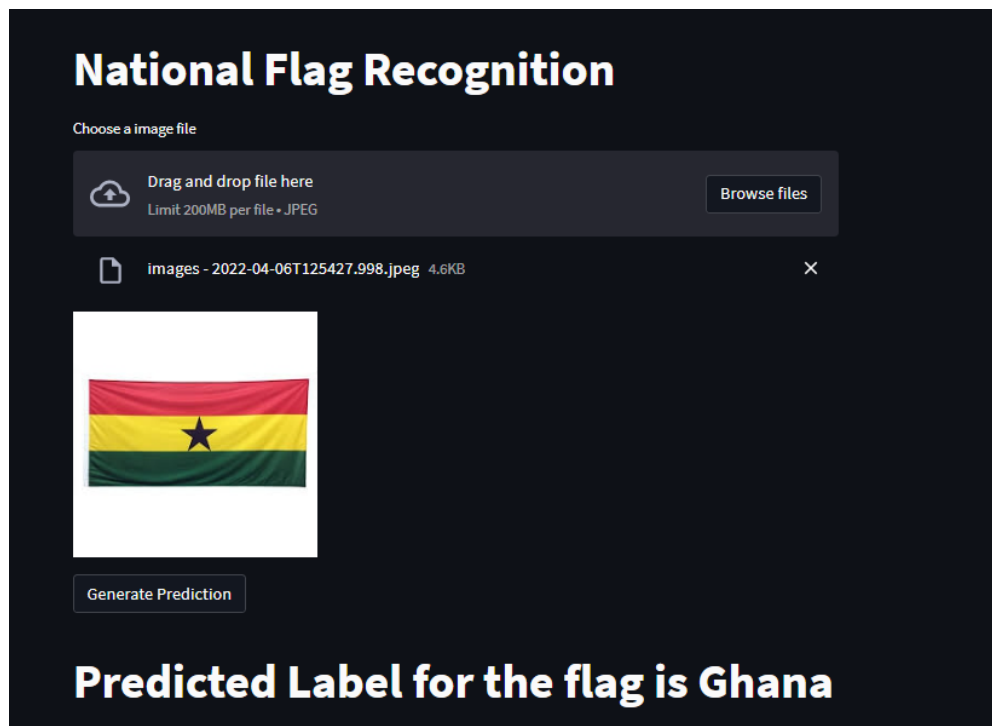 National Flag Recognition
Choose a image file
Drag and drop file here
Browse files
Limit 200MB per file • JPEG
images - 2022-04-06T125427.998.jpeg 4.6KB
Generate Prediction
Predicted Label for the flag is Ghana